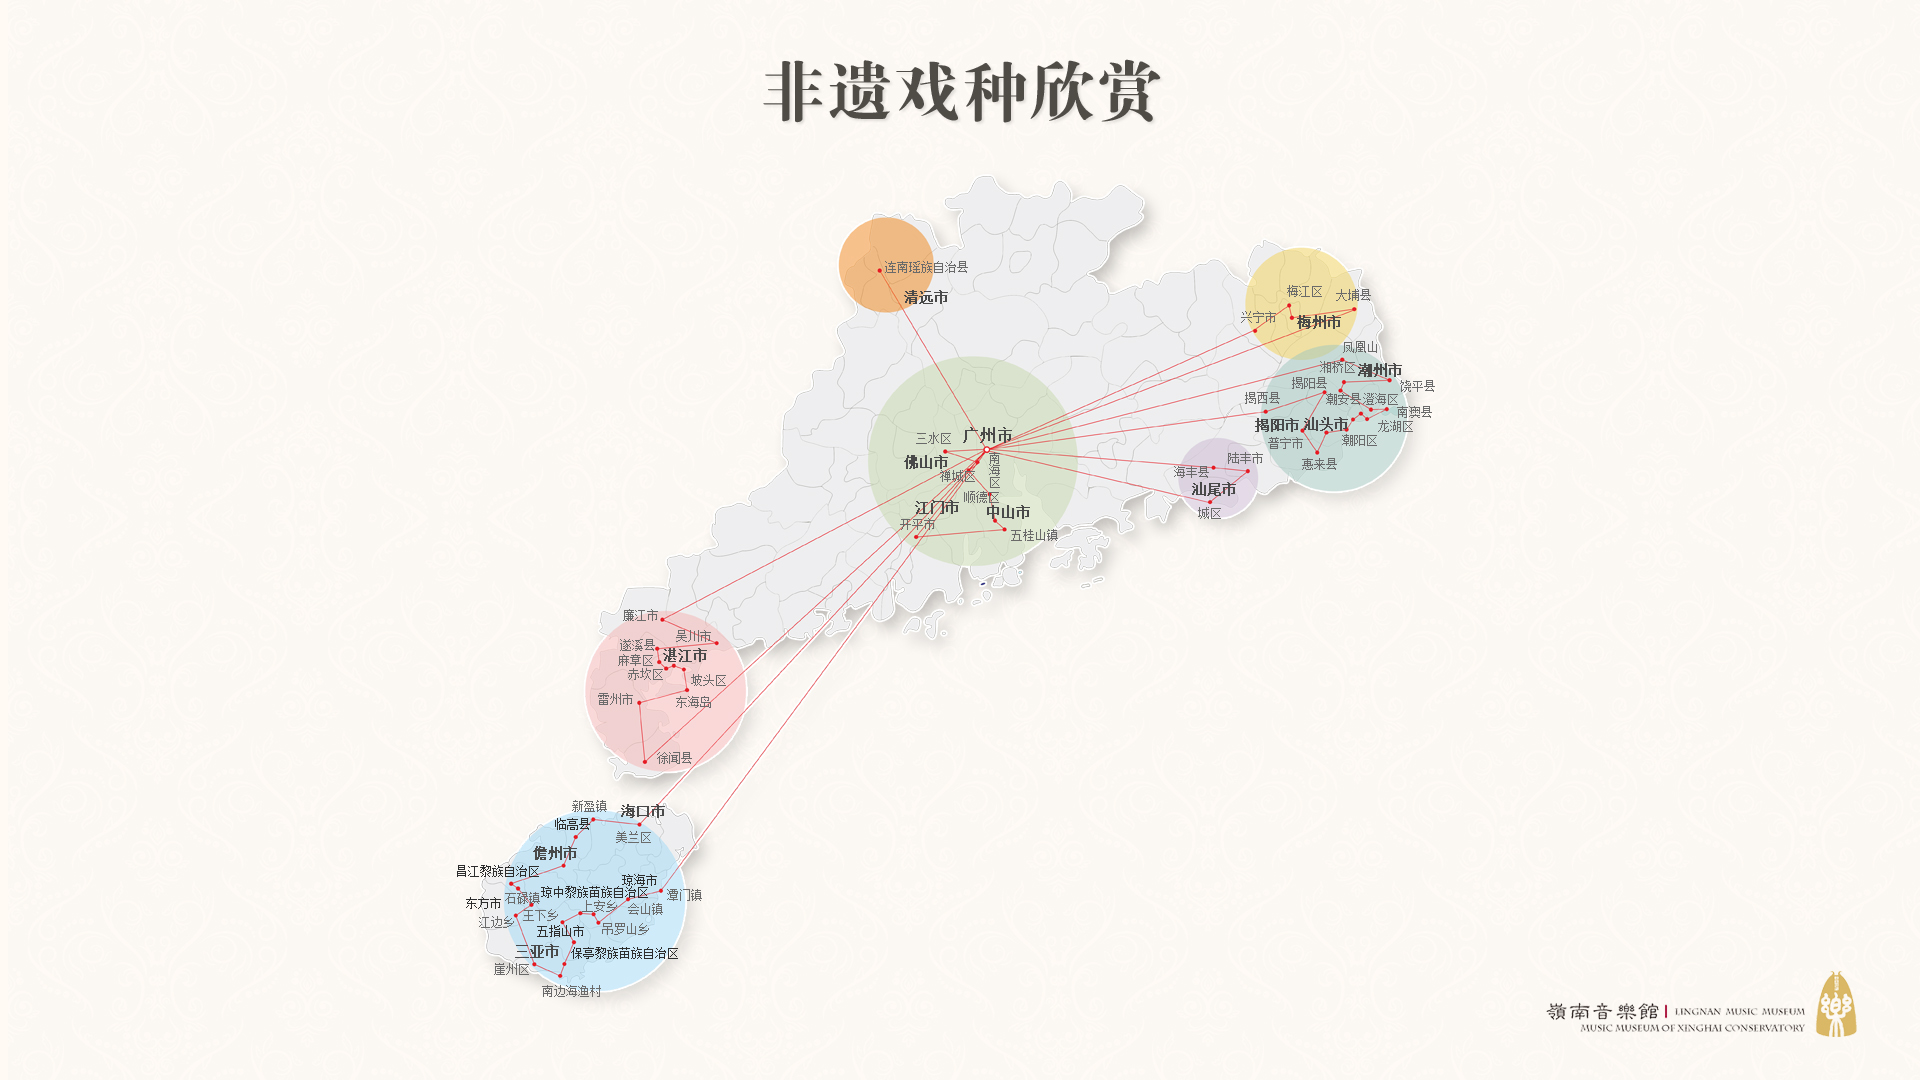 非遗戏种欣赏
连南瑶族自治县
清远市
梅江区
大埔县
兴宁市
梅州市
凤凰山
湘桥区
潮州市
揭阳县
饶平县
揭西县
潮安县
澄海区
南澳县
揭阳市
汕头市
龙湖区
普宁市
朝阳区
惠来县
广州市
三水区
佛山市
南海区
禅城区
顺德区
江门市
中山市
开平市
五桂山镇
陆丰市
海丰县
汕尾市
城区
廉江市
吴川市
遂溪县
湛江市
麻章区
赤坎区
坡头区
雷州市
东海岛
徐闻县
新盈镇
海口市
临高县
美兰区
儋州市
昌江黎族自治区
琼海市
琼中黎族苗族自治区
潭门镇
石碌镇
东方市
上安乡
会山镇
王下乡
江边乡
五指山市
吊罗山乡
三亚市
保亭黎族苗族自治区
崖州区
南边海渔村
嶺南音樂館 LINGNAN MUSIC MUSEUM
MUSIC MUSEUM OF XINGHAI CONSERVATORY